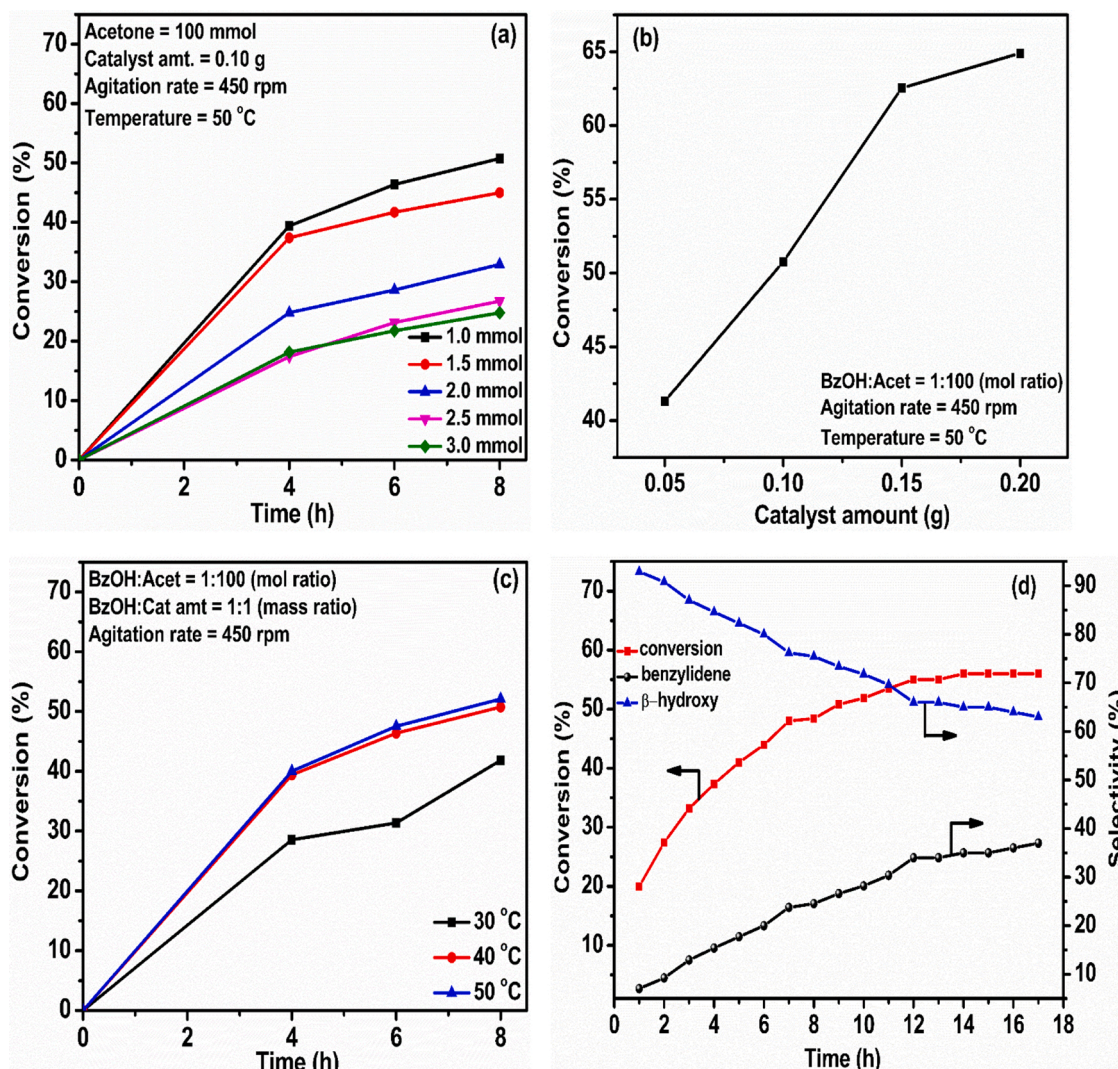 (a)
Acetone = 100 mmol
Catalyst amt. = 0.10 g
Agitation rate = 450 rpm
Temperature = 50 °C
Conversion (%)
70
60
50
40
30
20
10
0
1.0 mmol
1.5 mmol
2.0 mmol
2.5 mmol
3.0 mmol
0 2 4 6 8
Time (h)
(b)
Conversion (%)
65
60
55
50
45
40
BzOH:Acet = 1:100 (mol ratio)
Agitation rate = 450 rpm
Temperature = 50 °C
0.05 0.10 0.15 0.20
Catalyst amount (g)
(c)
BzOH:Acet = 1:100 (mol ratio)
BzOH:Cat amt = 1:1 (mass ratio)
Agitation rate = 450 rpm
Conversion (%)
70
60
50
40
30
20
10
0
30 °C
40 °C
50 °C
0 2 4 6 8
Time (h)
(d)
conversion
benzylidene
β-hydroxy
Conversion (%)
70
60
50
40
30
20
10
Selectivity (%)
90
80
70
60
50
40
30
20
10
0 2 4 6 8 10 12 14 16 18
Time (h)